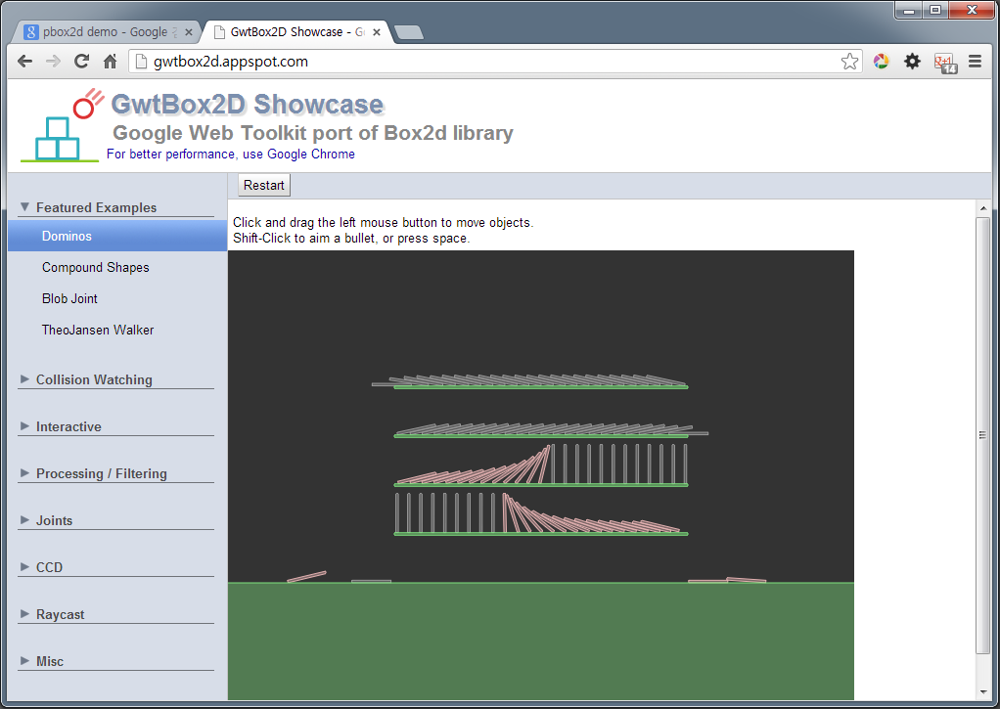 pbox2d demo - Google
GwtBox2D Showcase - G
gwtbox2d.appspot.com
14
GwtBox2D Showcase
Google Web Toolkit port of Box2d library
For better performance, use Google Chrome
Restart
Featured Examples
Dominos
Compound Shapes
Blob Joint
TheoJansen Walker
Collision Watching
Interactive
Processing / Filtering
Joints
CCD
Raycast
Misc
Click and drag the left mouse button to move objects.
Shift-Click to aim a bullet, or press space.